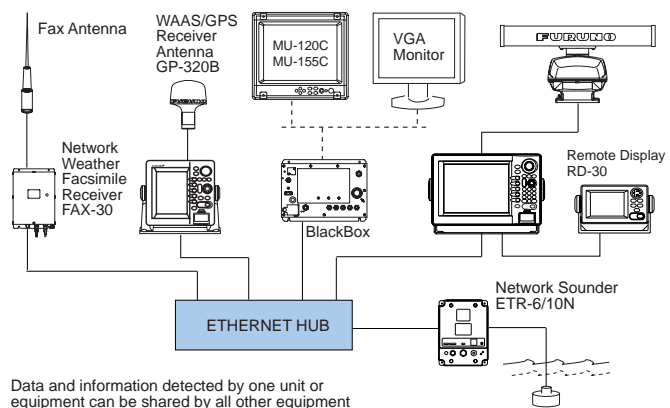 Fax Antenna
WAAS/GPS
Receiver
Antenna
GP-320B
MU-120C
MU-155C
VGA
Monitor
FURUNO
Network
Weather
Facsimile
Receiver
FAX-30
BlackBox
Remote Display
RD-30
ETHERNET HUB
Network Sounder
ETR-6/10N
Data and information detected by one unit or
equipment can be shared by all other equipment